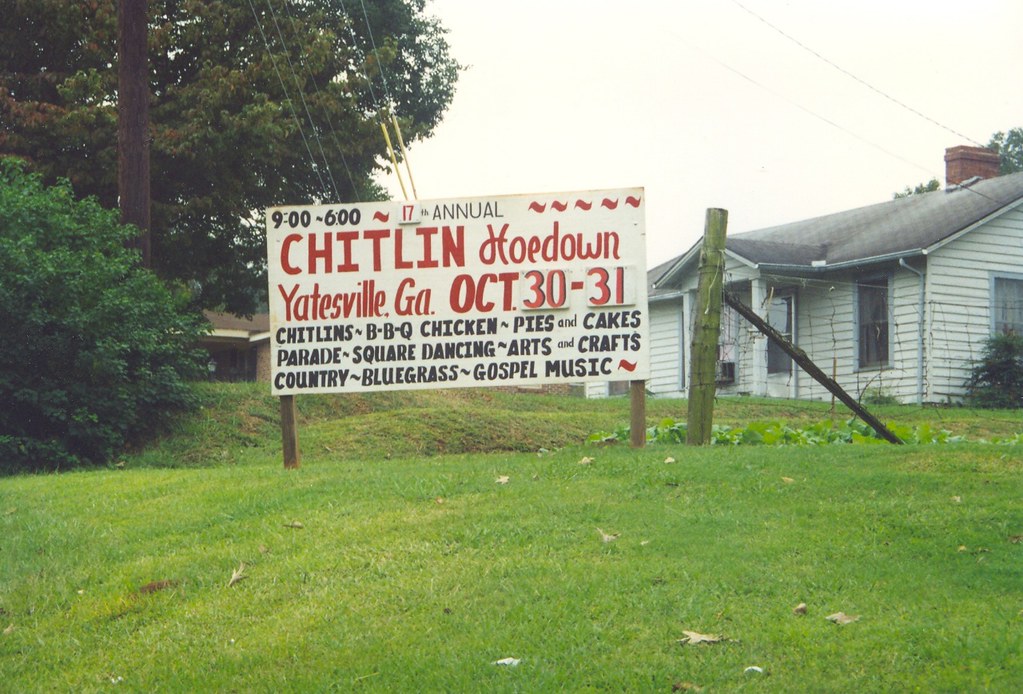 9:00 ~ 6:00 ~ 17th ANNUAL ~ ~ ~ ~ ~
CHITLIN Hoedown
Yatesville, Ga. OCT. 30-31
CHITLINS ~ B-B-Q CHICKEN ~ PIES and CAKES
PARADE ~ SQUARE DANCING ~ ARTS and CRAFTS
COUNTRY ~ BLUEGRASS ~ GOSPEL MUSIC ~